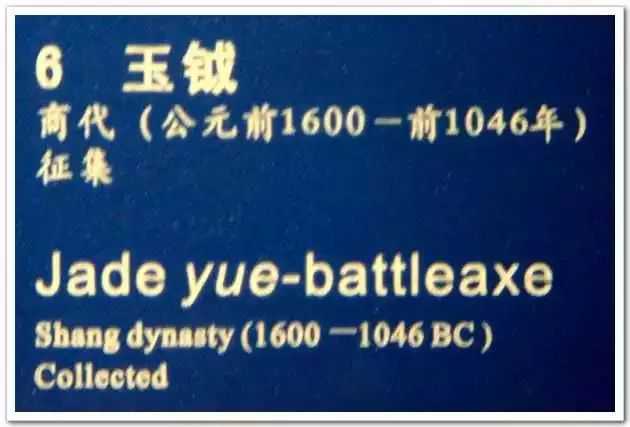 6 玉钺
商代（公元前1600－前1046年）
征集
Jade yue-battleaxe
Shang dynasty (1600 －1046 BC)
Collected